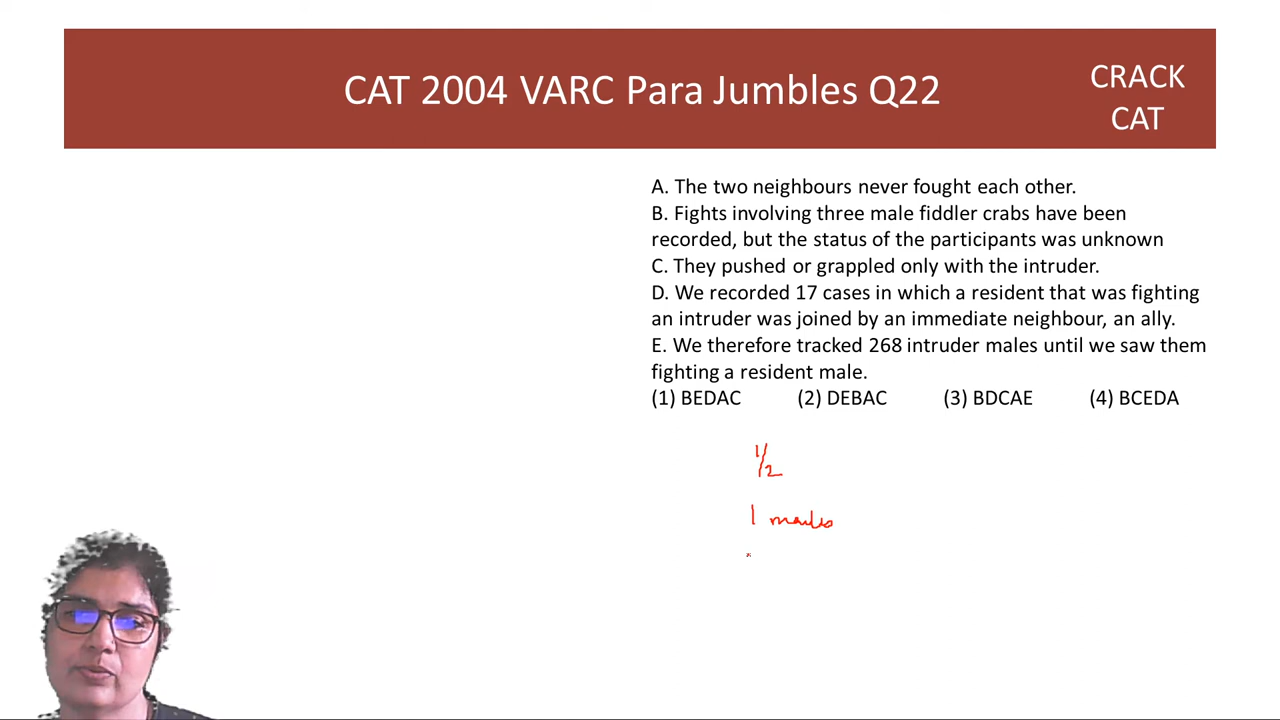 CAT 2004 VARC Para Jumbles Q22
CRACK
CAT
A. The two neighbours never fought each other.
B. Fights involving three male fiddler crabs have been
recorded, but the status of the participants was unknown
C. They pushed or grappled only with the intruder.
D. We recorded 17 cases in which a resident that was fighting
an intruder was joined by an immediate neighbour, an ally.
E. We therefore tracked 268 intruder males until we saw them
fighting a resident male.
(1) BEDAC (2) DEBAC (3) BDCAE (4) BCEDA
1/2
1 marks